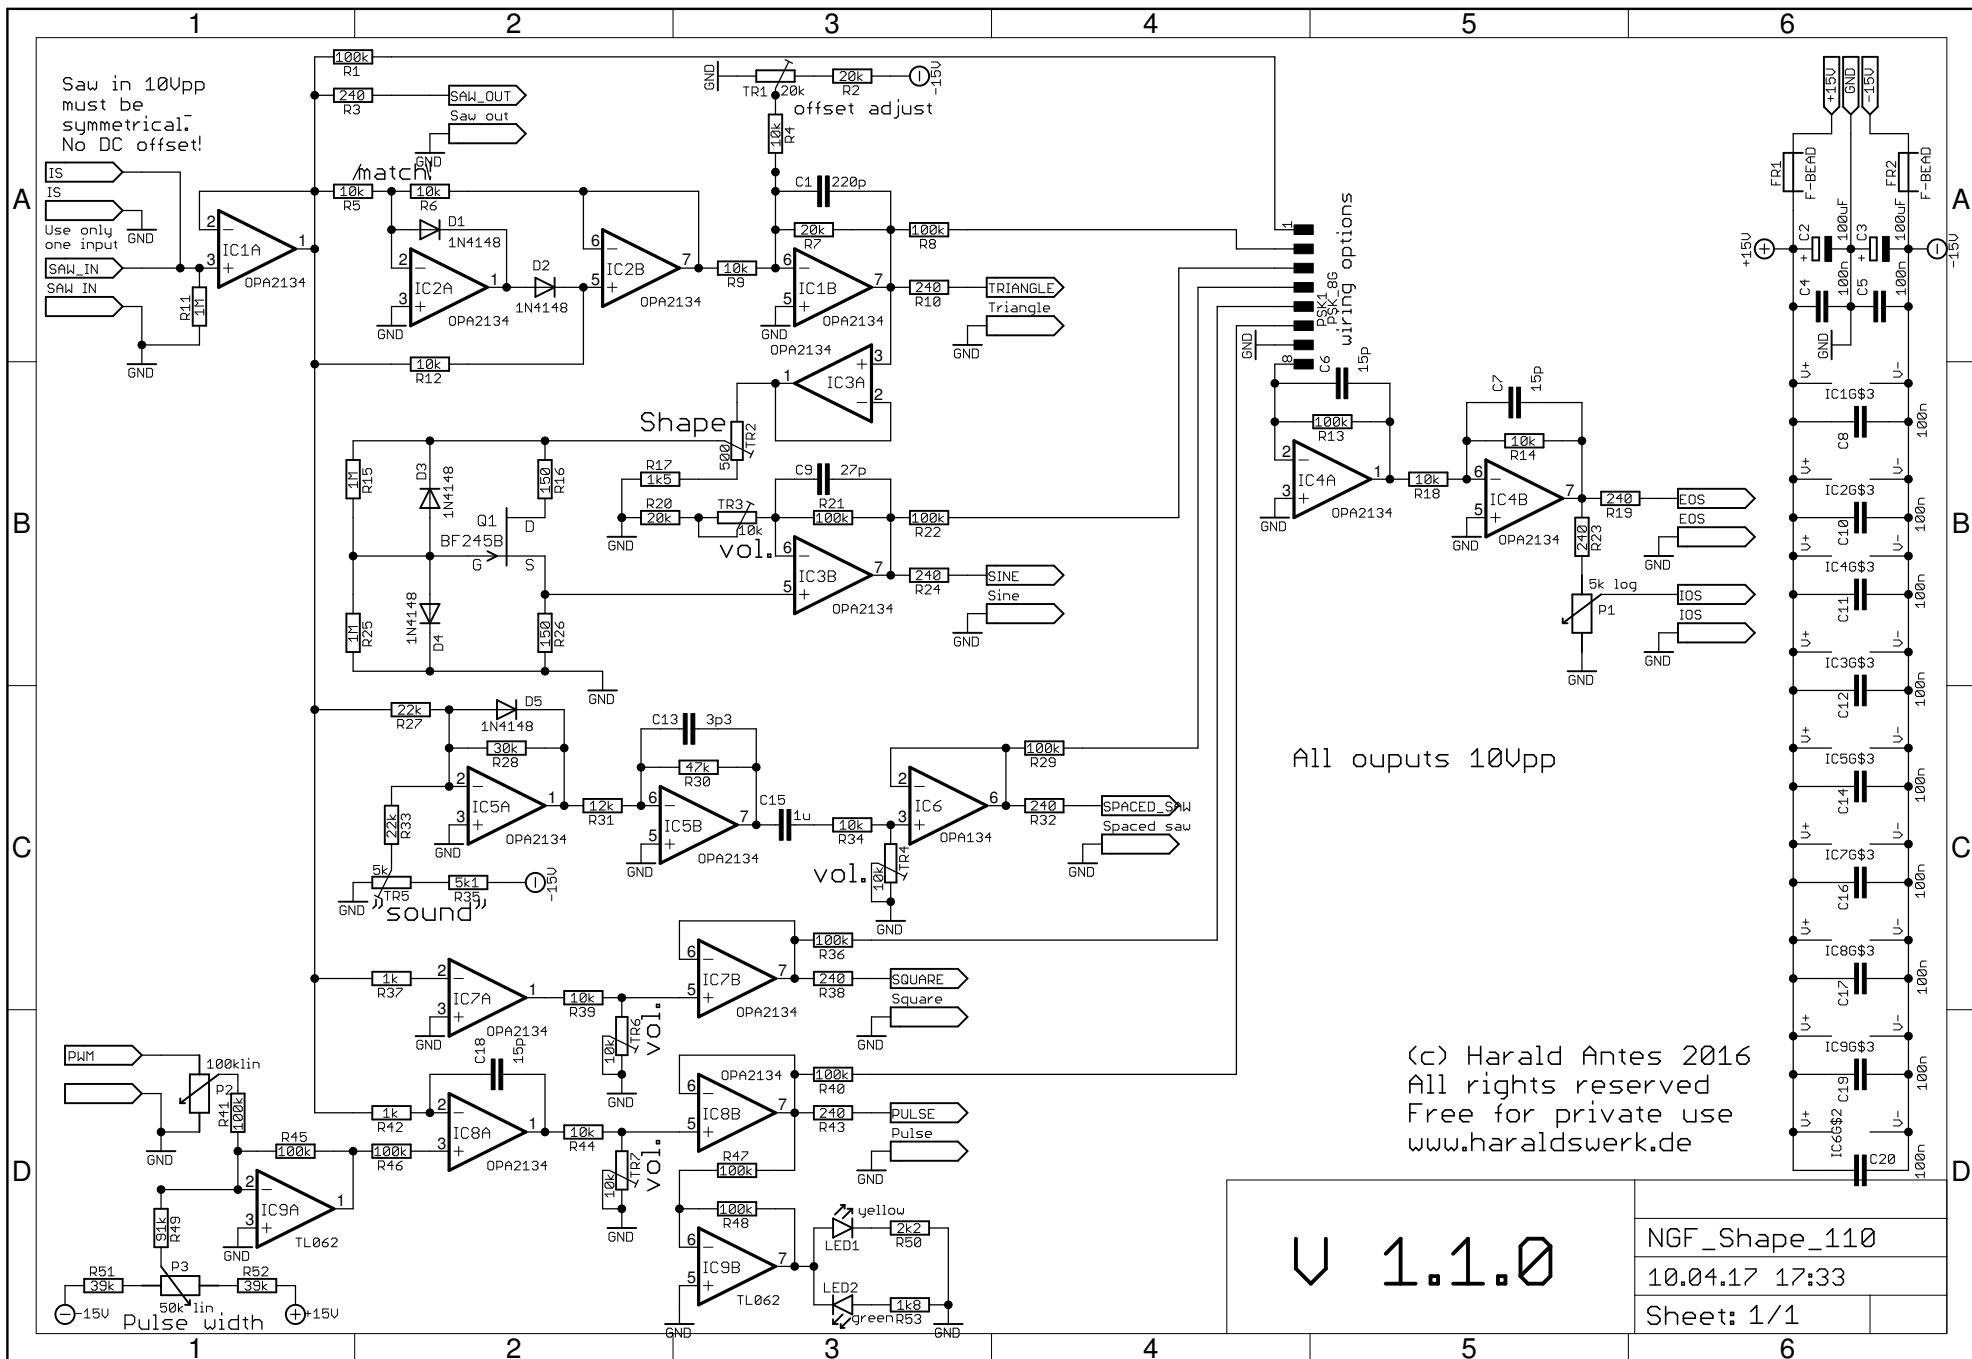 1 2 3 4 5 6
A
B
C
D
Saw in 10Vpp
must be
symmetrical.
No DC offset!
IS
IS
GND
Use only
one input
SAW_IN
SAW IN
R11
1M
GND
2
3
1
IC1A
OPA2134
100k
R1
240
R3
SAW_OUT
Saw out
GND
/match!
10k
R5
10k
R6
D1
1N4148
2
3
1
IC2A
GND
OPA2134
D2
1N4148
6
5
7
IC2B
OPA2134
10k
R12
GND
TR1
20k
20k
R2
-15V
offset adjust
10k
R4
C1
220p
20k
R7
10k
R9
6
5
7
IC1B
GND
OPA2134
100k
R8
240
R10
TRIANGLE
Triangle
GND
OPA2134
1
3
2
IC3A
Shape
500
TR2
R17
1k5
R20
20k
GND
TR3
10k
vol.
C9
27p
R21
100k
100k
R22
6
5
7
IC3B
OPA2134
240
R24
SINE
Sine
GND
1M
R15
D3
1N4148
150
R16
Q1
BF245B
D
G
S
1M
R25
1N4148
D4
150
R26
GND
1
8
PSK1
PSK_8G
wiring options
GND
C6
15p
100k
R13
2
3
1
IC4A
GND
OPA2134
10k
R18
C7
15p
10k
R14
6
5
7
IC4B
GND
OPA2134
240
R19
240
R23
EOS
EOS
GND
5k log
P1
GND
IOS
IOS
GND
22k
R27
D5
1N4148
30k
R28
2
3
1
IC5A
GND
OPA2134
22k
R33
5k
TR5
GND
5k1
R35
-15V
"sound"
12k
R31
C13
3p3
47k
R30
6
5
7
IC5B
GND
OPA2134
C15
1u
10k
R34
vol.
10k
TR4
GND
2
3
6
IC6
OPA134
100k
R29
240
R32
SPACED_SAW
Spaced saw
GND
All ouputs 10Vpp
1k
R37
2
3
1
IC7A
GND
OPA2134
10k
R39
10k
TR6
vol.
GND
6
5
7
IC7B
OPA2134
100k
R36
240
R38
SQUARE
Square
GND
PWM
100klin
P2
GND
R41
100k
R45
100k
100k
R46
2
3
1
IC9A
GND
TL062
91k
R49
R51
39k
-15V
P3
50k lin
R52
39k
+15V
Pulse width
1k
R42
C18
15p
2
3
1
IC8A
OPA2134
10k
R44
10k
TR7
vol.
GND
OPA2134
6
5
7
IC8B
100k
R40
240
R43
PULSE
Pulse
GND
R47
100k
100k
R48
6
5
7
IC9B
GND
TL062
yellow
LED1
2k2
R50
LED2
green
1k8
R53
GND
+15V
GND
-15V
FR1
F-BEAD
FR2
F-BEAD
+15V
C2
100uF
C3
100uF
-15V
C4
100n
C5
100n
GND
V+
V-
IC1G$3
C8
100n
V+
V-
IC2G$3
C10
100n
V+
V-
IC4G$3
C11
100n
V+
V-
IC3G$3
C12
100n
V+
V-
IC5G$3
C14
100n
V+
V-
IC7G$3
C16
100n
V+
V-
IC8G$3
C17
100n
V+
V-
IC9G$3
C19
100n
V+
V-
IC6G$2
C20
100n
(c) Harald Antes 2016
All rights reserved
Free for private use
www.haraldswerk.de
V 1.1.0
NGF_Shape_110
10.04.17 17:33
Sheet: 1/1
A
B
C
D
1 2 3 4 5 6